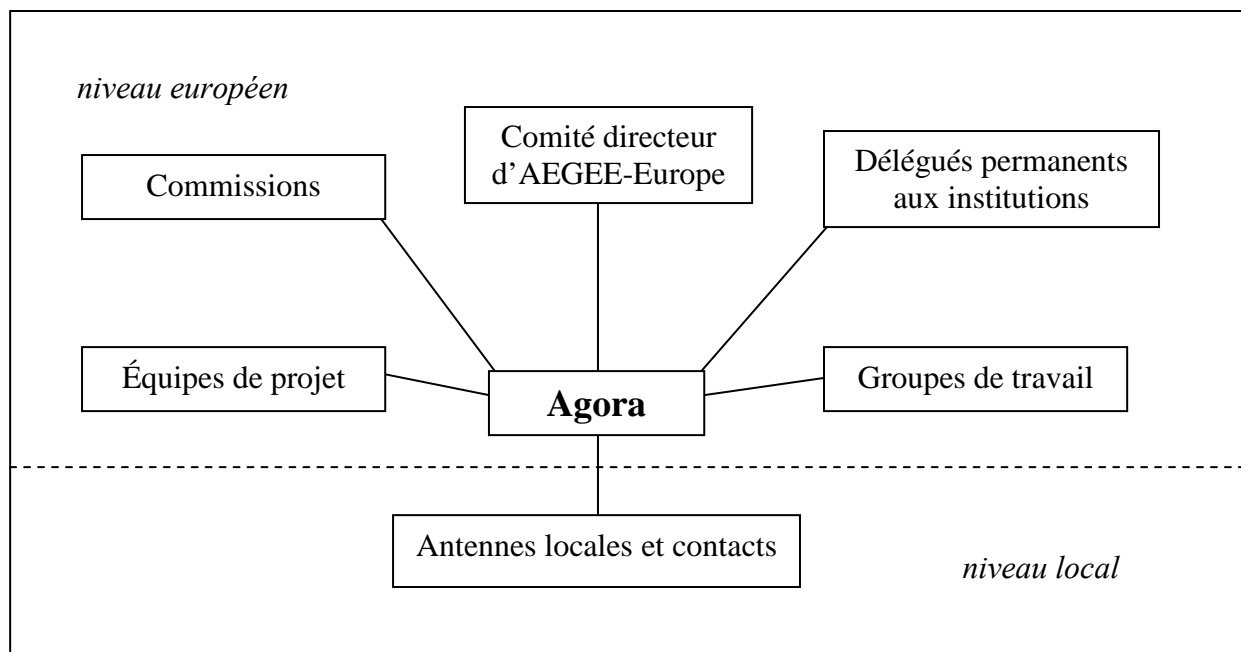 niveau européen
Comité directeur
d’AEGEE-Europe
Délégués permanents
aux institutions
Commissions
Équipes de projet
Agora
Groupes de travail
Antennes locales et contacts
niveau local